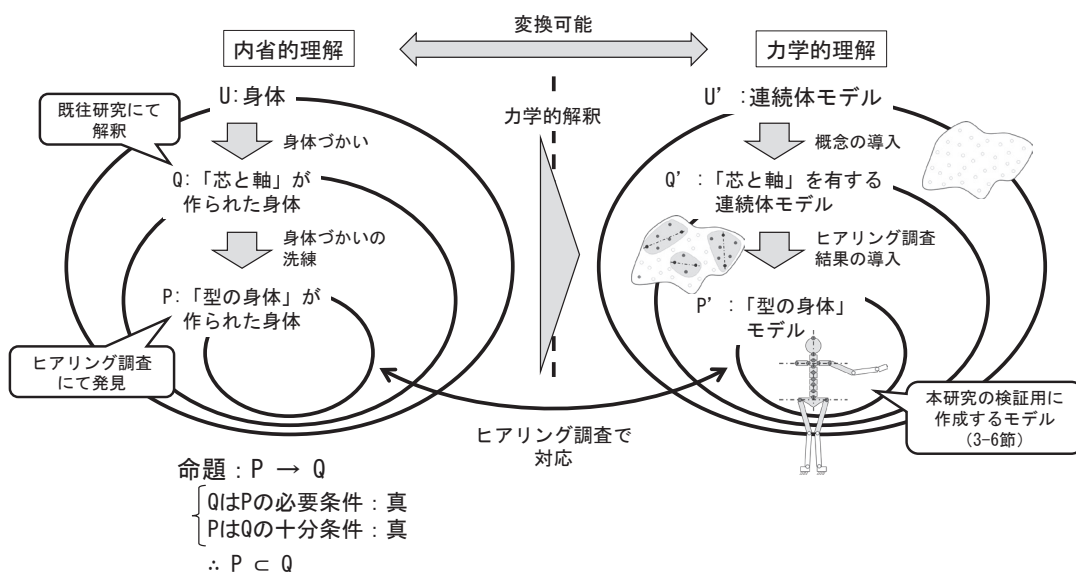 変換可能
内省的理解
力学的理解
U:身体
既往研究にて
解釈
身体づかい
Q:「芯と軸」が
作られた身体
身体づかいの
洗練
P:「型の身体」が
作られた身体
ヒアリング調査
にて発見
力学的解釈
U’:連続体モデル
概念の導入
Q’:「芯と軸」を有する
連続体モデル
ヒアリング調査
結果の導入
P’:「型の身体」
モデル
本研究の検証用に
作成するモデル
(3-6節)
ヒアリング調査で
対応
命題:P → Q
QはPの必要条件:真
PはQの十分条件:真
∴ P ⊂ Q